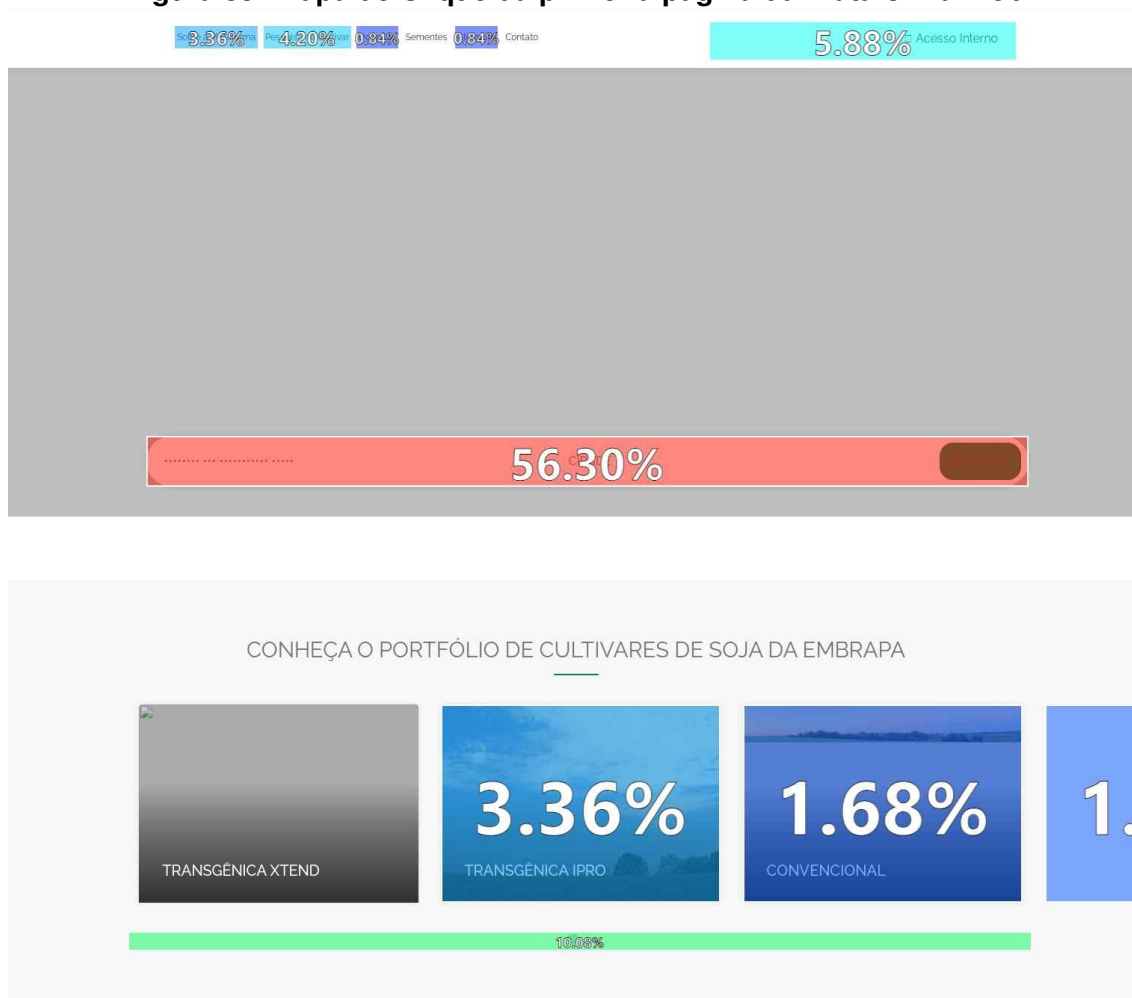 3.36% 4.20% 0.84% Sementes 0.84% Contato 5.88% Acesso Interno
56.30%
CONHEÇA O PORTFÓLIO DE CULTIVARES DE SOJA DA EMBRAPA
3.36% 1.68% 1.
TRANSGÊNICA XTEND TRANSGÊNICA IPRO CONVENCIONAL
10.08%